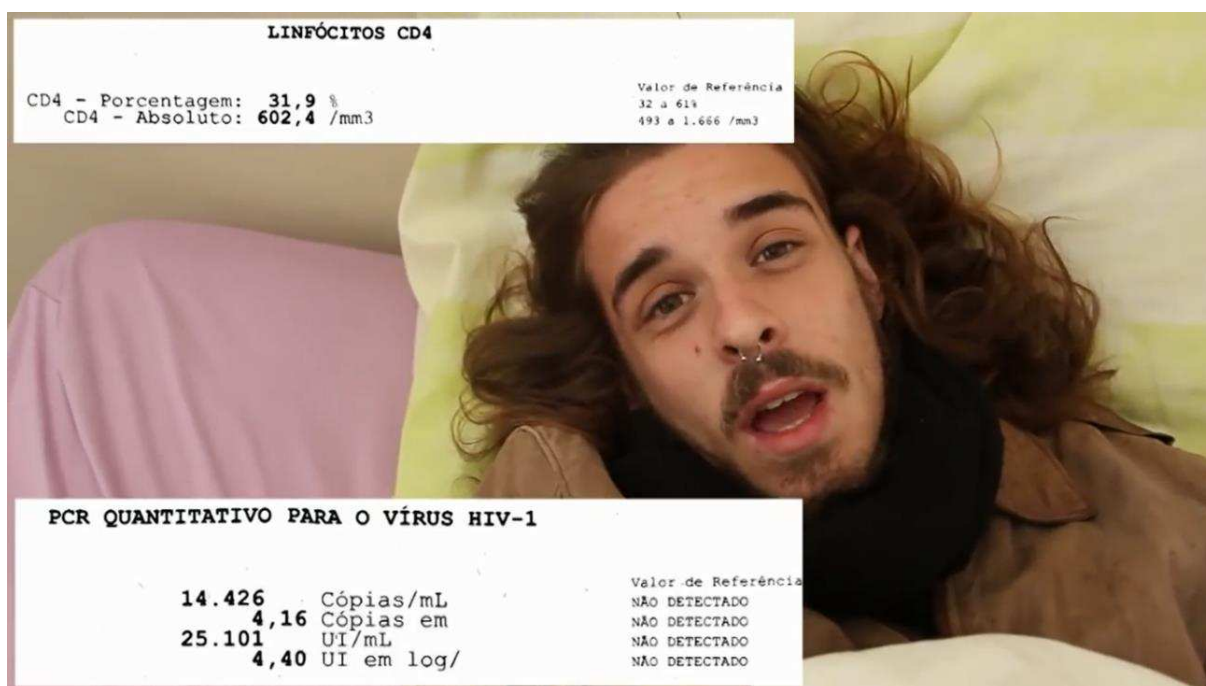 LINFÓCITOS CD4
Valor de Referência
CD4 - Porcentagem: 31,9 % 32 a 61%
CD4 - Absoluto: 602,4 /mm3 493 a 1.666 /mm3
PCR QUANTITATIVO PARA O VÍRUS HIV-1
Valor de Referência
14.426 Cópias/mL NÃO DETECTADO
4,16 Cópias em NÃO DETECTADO
25.101 UI/mL NÃO DETECTADO
4,40 UI em log/ NÃO DETECTADO